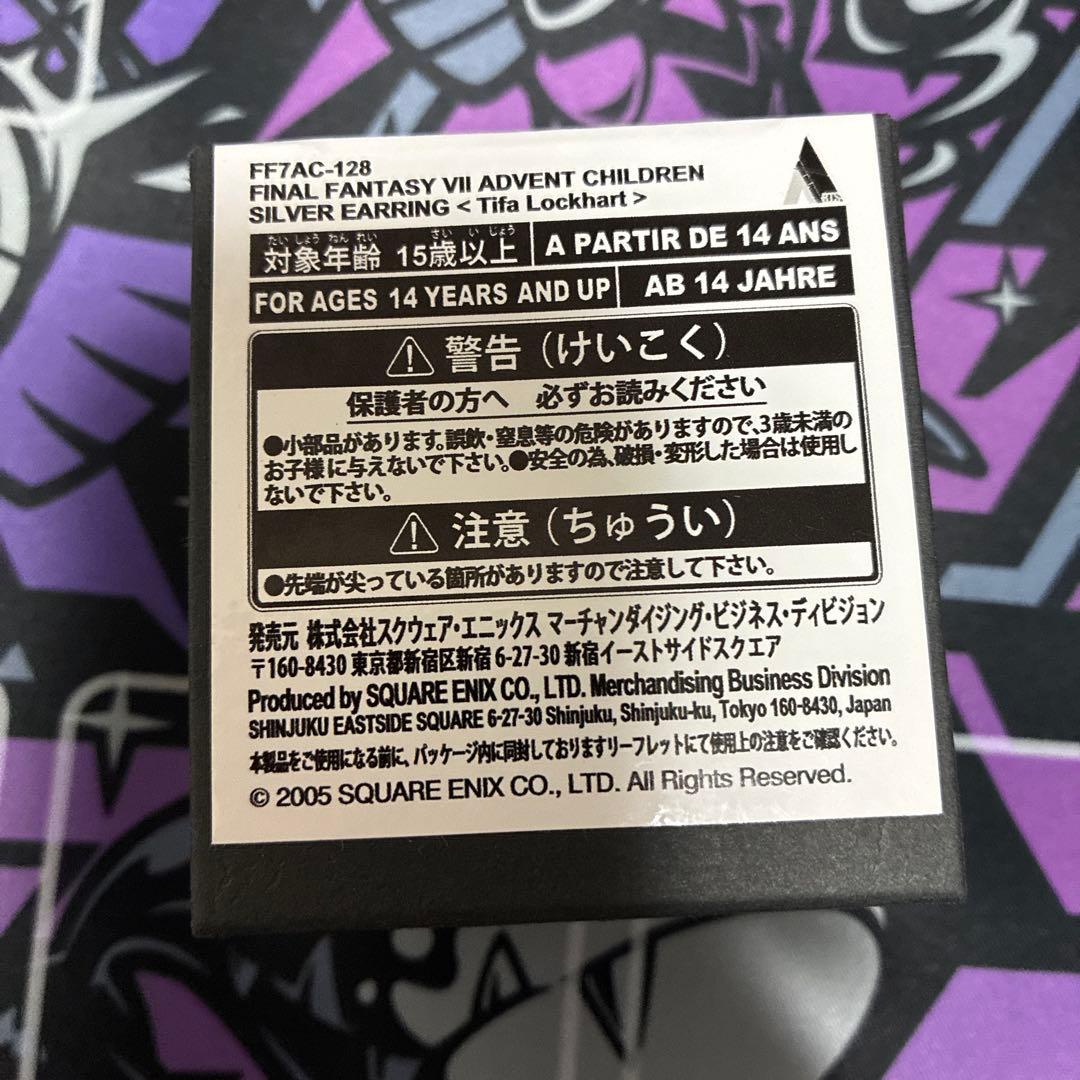 FF7AC-128
FINAL FANTASY VII ADVENT CHILDREN
SILVER EARRING < Tifa Lockhart >
たいしょうねんれい さいいじょう
対象年齢 15歳以上
A PARTIR DE 14 ANS
FOR AGES 14 YEARS AND UP
AB 14 JAHRE
警告（けいこく）
保護者の方へ 必ずお読みください
●小部品があります。誤飲・窒息等の危険がありますので、3歳未満の
お子様に与えないで下さい。●安全の為、破損・変形した場合は使用し
ないで下さい。
注意（ちゅうい）
●先端が尖っている箇所がありますので注意して下さい。
発売元 株式会社スクウェア・エニックス マーチャンダイジング・ビジネス・ディビジョン
〒160-8430 東京都新宿区新宿 6-27-30 新宿イーストサイドスクエア
Produced by SQUARE ENIX CO., LTD. Merchandising Business Division
SHINJUKU EASTSIDE SQUARE 6-27-30 Shinjuku, Shinjuku-ku, Tokyo 160-8430, Japan
本製品をご使用になる前に、パッケージ内に同封しておりますリーフレットにて使用上の注意をご確認ください。
© 2005 SQUARE ENIX CO., LTD. All Rights Reserved.